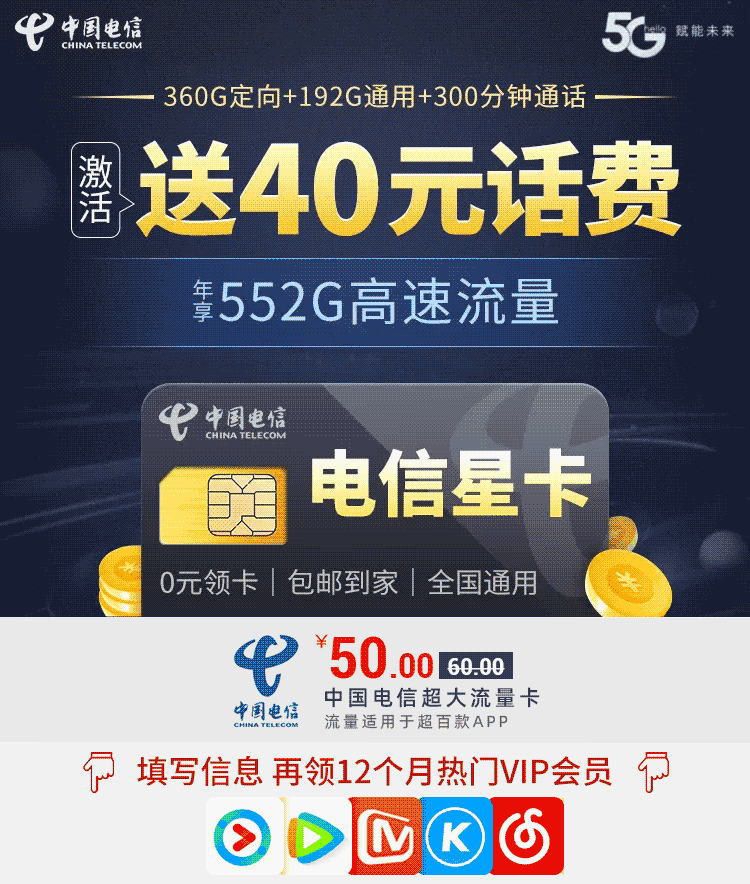 中国电信
CHINA TELECOM
5G hello 赋能未来
360G定向+192G通用+300分钟通话
激活
送40元话费
年享552G高速流量
中国电信
CHINA TELECOM
电信星卡
0元领卡|包邮到家|全国通用
¥50.00 60.00
中国电信
CHINA TELECOM
中国电信超大流量卡
流量适用于超百款APP
填写信息 再领12个月热门VIP会员
K